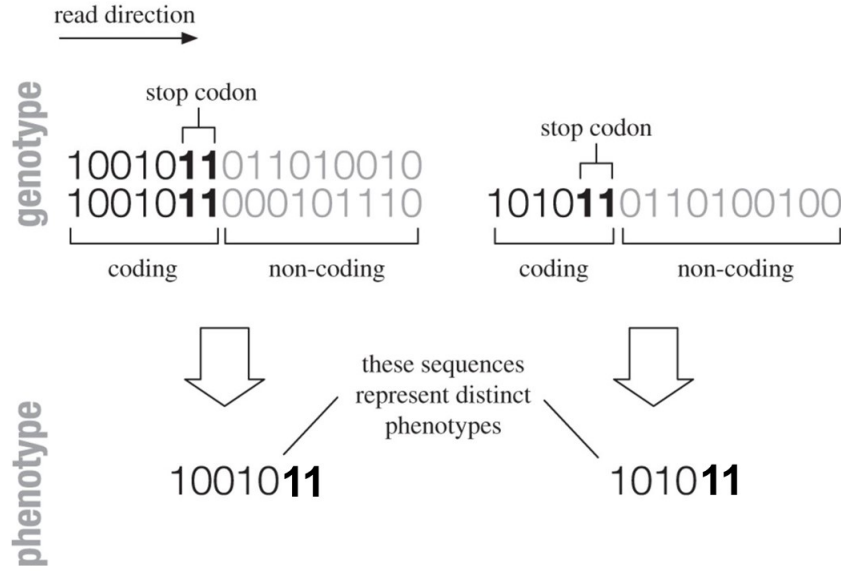 read direction
genotype
stop codon
stop codon
1001011011010010
1001011000101110
1010110110100100
coding
non-coding
coding
non-coding
these sequences
represent distinct
phenotypes
phenotype
1001011
101011